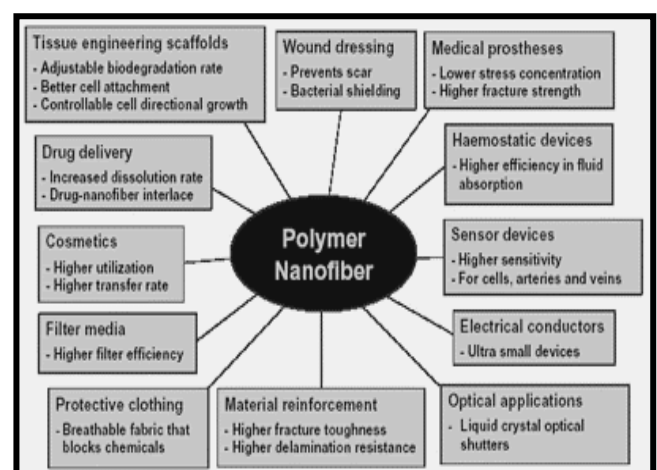 Tissue engineering scaffolds
- Adjustable biodegradation rate
- Better cell attachment
- Controllable cell directional growth
Wound dressing
- Prevents scar
- Bacterial shielding
Medical prostheses
- Lower stress concentration
- Higher fracture strength
Drug delivery
- Increased dissolution rate
- Drug-nanofiber interlace
Haemostatic devices
- Higher efficiency in fluid
absorption
Cosmetics
- Higher utilization
- Higher transfer rate
Polymer
Nanofiber
Sensor devices
- Higher sensitivity
- For cells, arteries and veins
Filter media
- Higher filter efficiency
Electrical conductors
- Ultra small devices
Protective clothing
- Breathable fabric that
blocks chemicals
Material reinforcement
- Higher fracture toughness
- Higher delamination resistance
Optical applications
- Liquid crystal optical
shutters